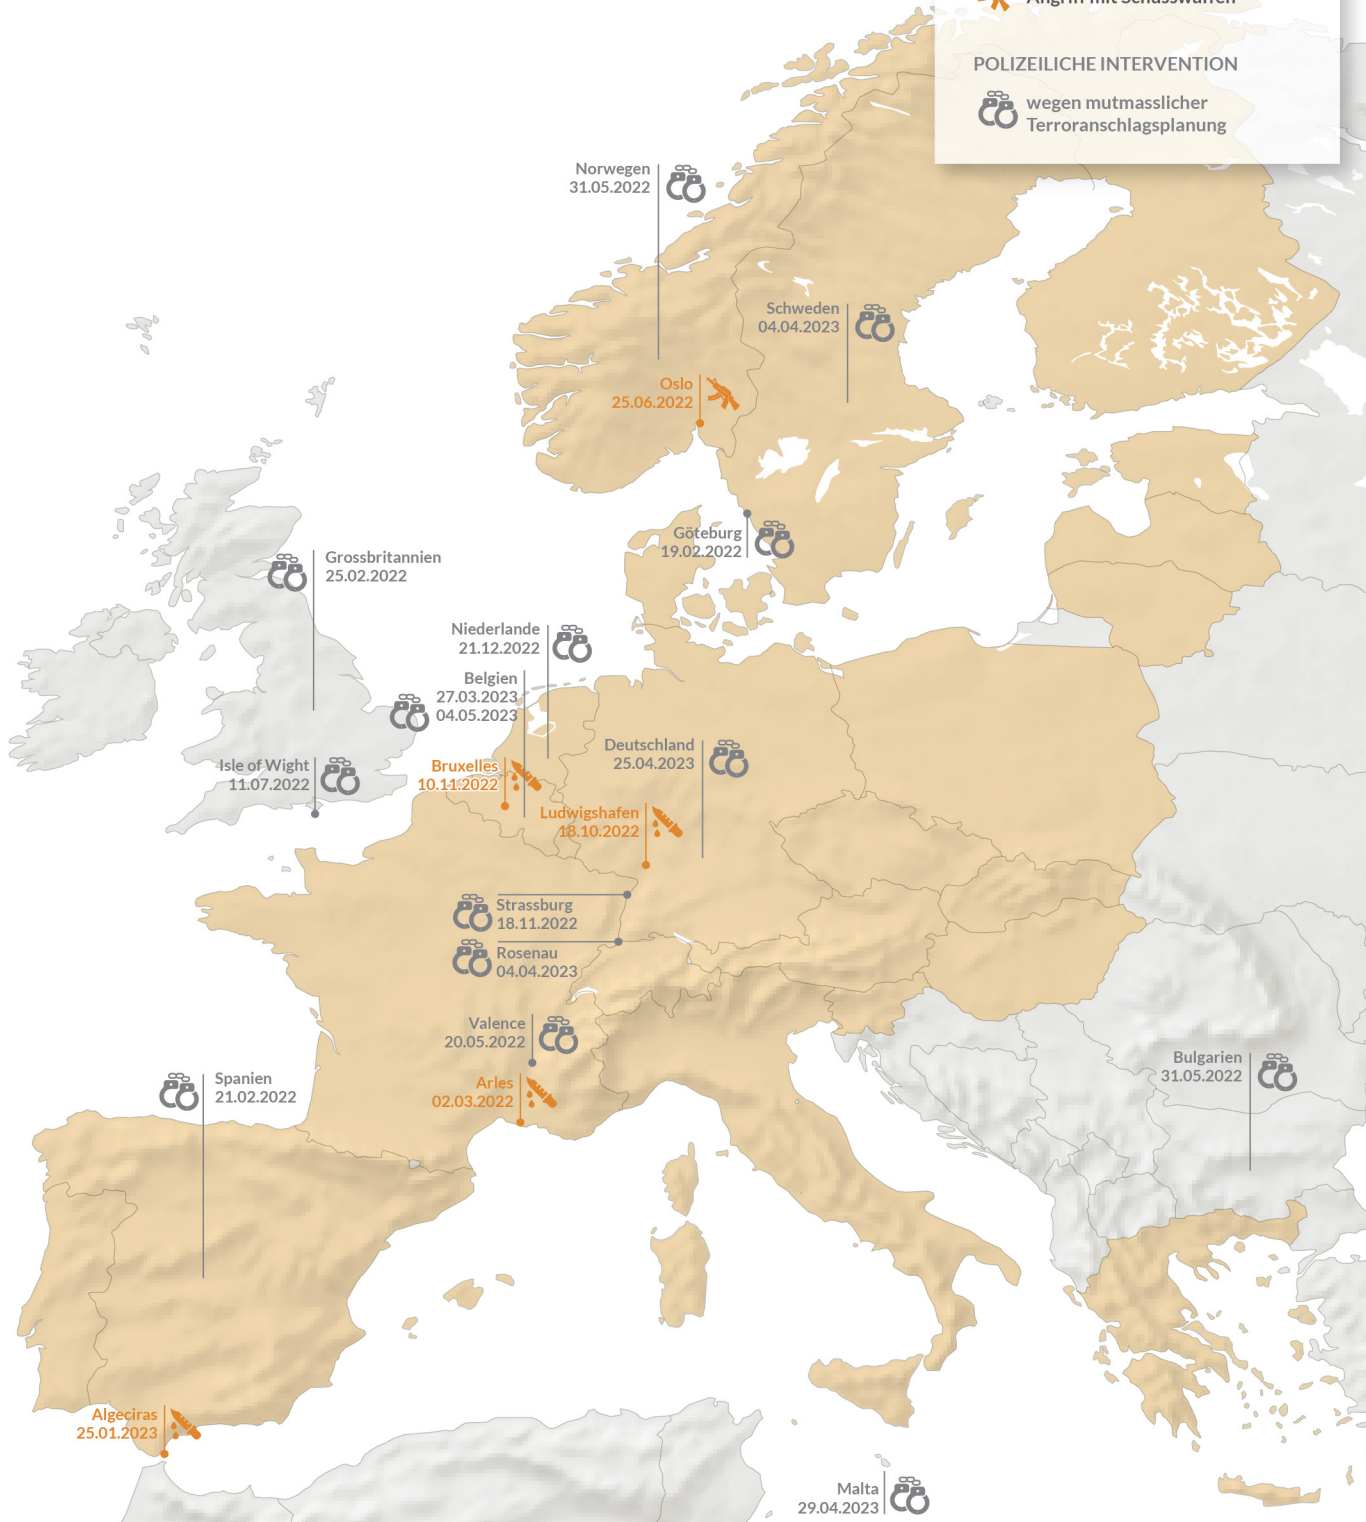 Angriff mit Schusswaffen
POLIZEILICHE INTERVENTION
wegen mutmasslicher
Terroranschlagsplanung
Norwegen
31.05.2022
Schweden
04.04.2023
Oslo
25.06.2022
Göteburg
19.02.2022
Grossbritannien
25.02.2022
Niederlande
21.12.2022
Belgien
27.03.2023
04.05.2023
Deutschland
25.04.2023
Isle of Wight
11.07.2022
Bruxelles
10.11.2022
Ludwigshafen
18.10.2022
Strassburg
18.11.2022
Rosenau
04.04.2023
Valence
20.05.2022
Arles
02.03.2022
Spanien
21.02.2022
Bulgarien
31.05.2022
Algeciras
25.01.2023
Malta
29.04.2023